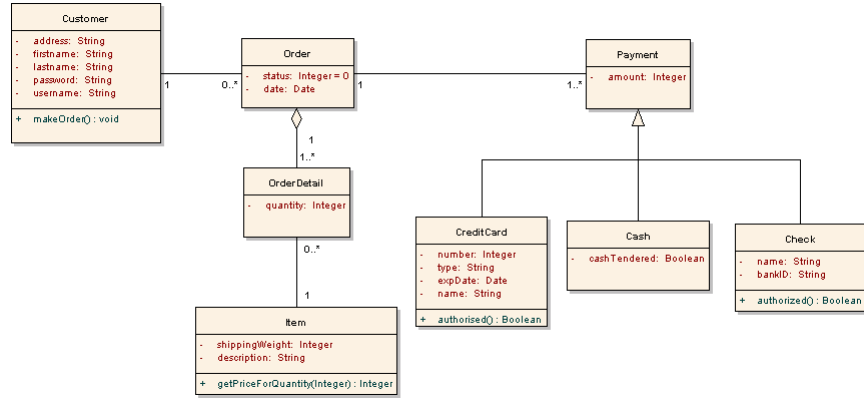 Customer
- address: String
- firstname: String
- lastname: String
- password: String
- username: String
+ makeOrder() : void
1
0..*
Order
- status: Integer = 0
- date: Date
1
1..*
Payment
- amount: Integer
1
1..*
OrderDetail
- quantity: Integer
0..*
1
Item
- shippingWeight: Integer
- description: String
+ getPriceForQuantity(Integer) : Integer
CreditCard
- number: Integer
- type: String
- expDate: Date
- name: String
+ authorised() : Boolean
Cash
- cashTendered: Boolean
Check
- name: String
- bankID: String
+ authorized() : Boolean